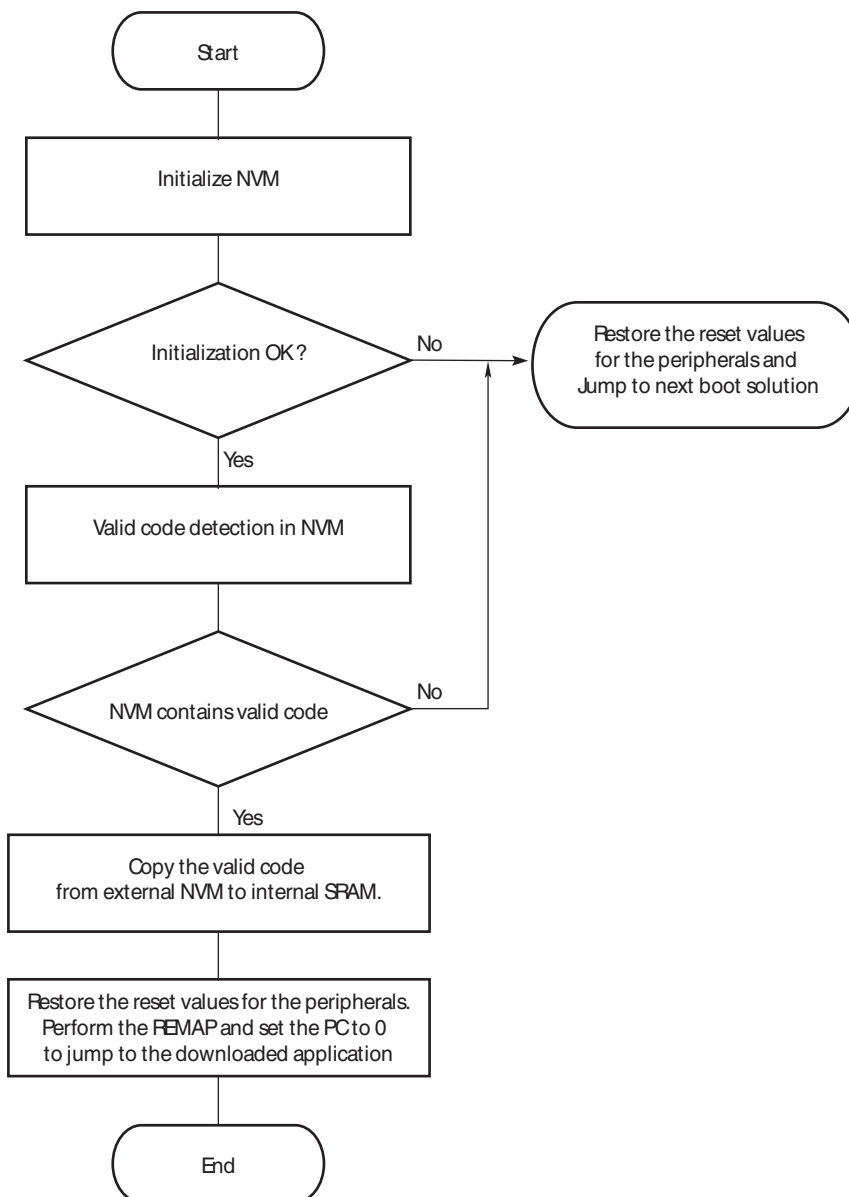 Start
Initialize NVM
Initialization OK ?
No
Restore the reset values
for the peripherals and
Jump to next boot solution
Yes
Valid code detection in NVM
NVM contains valid code
No
Yes
Copy the valid code
from external NVM to internal SRAM.
Restore the reset values for the peripherals.
Perform the REMAP and set the PC to 0
to jump to the downloaded application
End